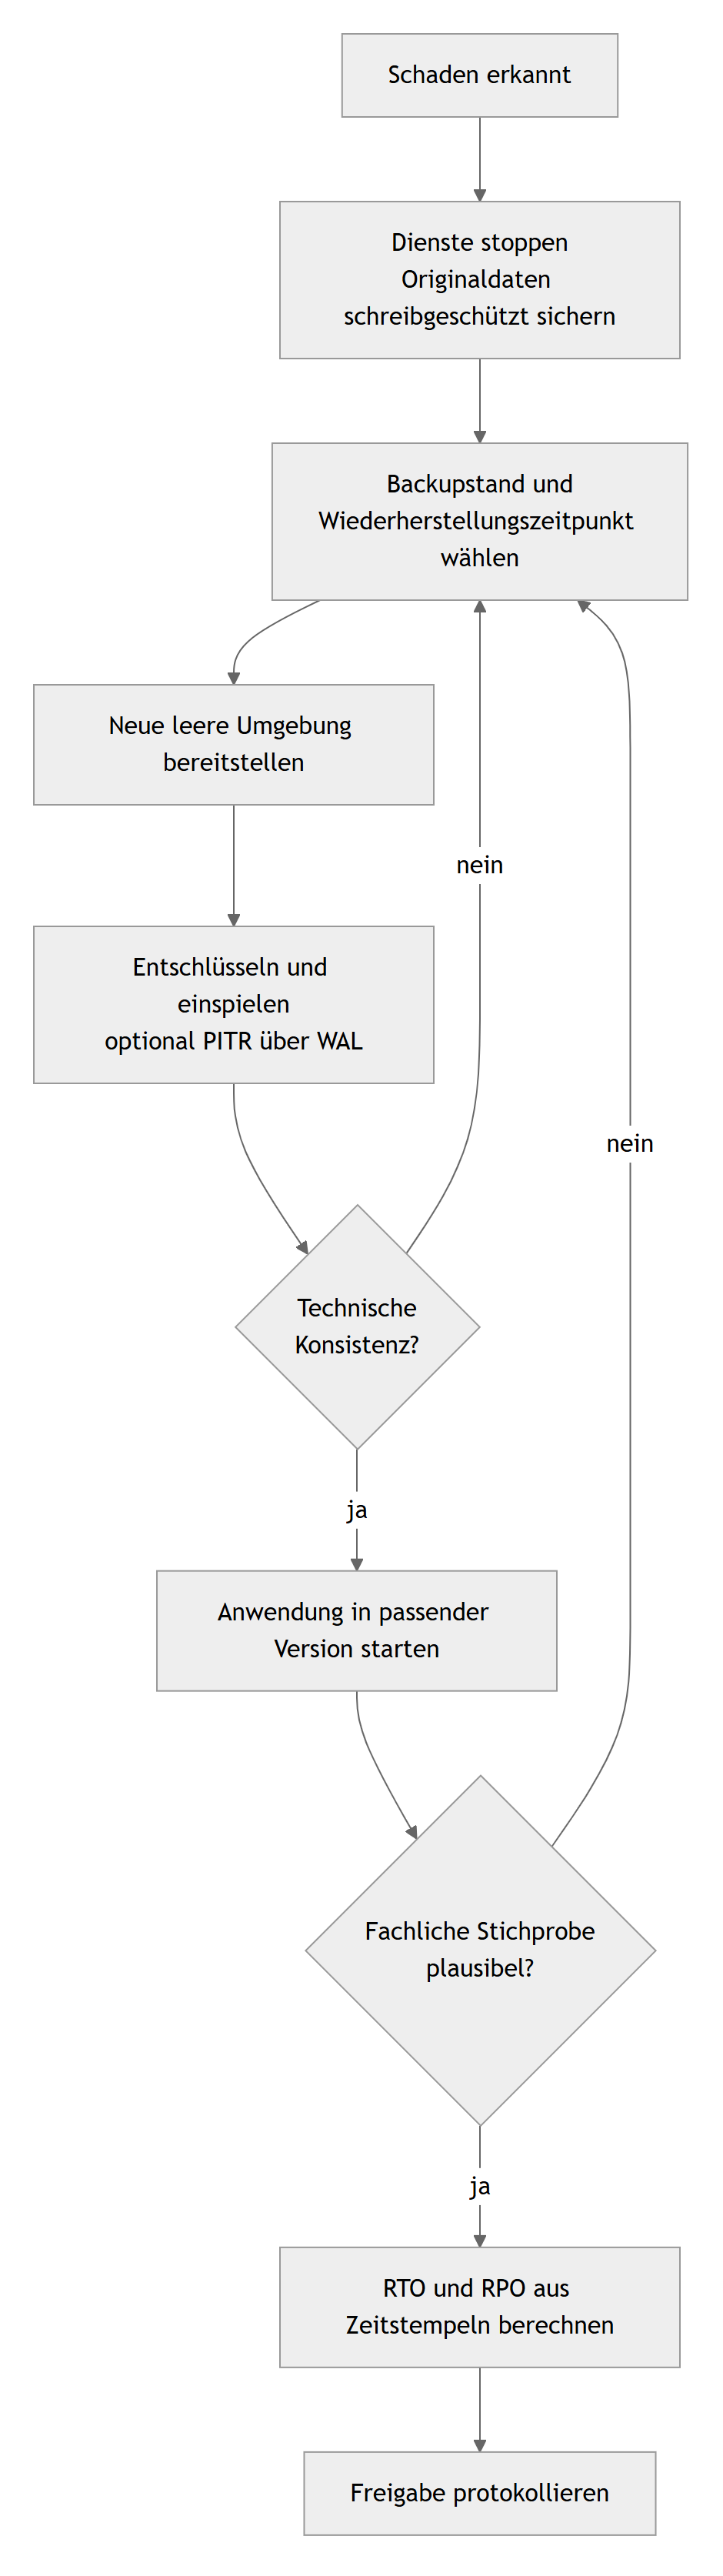 Schaden erkannt
Dienste stoppen
Originaldaten
schreibgeschützt sichern
Backupstand und
Wiederherstellungszeitpunkt
wählen
Neue leere Umgebung
bereitstellen
nein
Entschlüsseln und
einspielen
optional PITR über WAL
nein
Technische
Konsistenz?
ja
Anwendung in passender
Version starten
Fachliche Stichprobe
plausibel?
ja
RTO und RPO aus
Zeitstempeln berechnen
Freigabe protokollieren